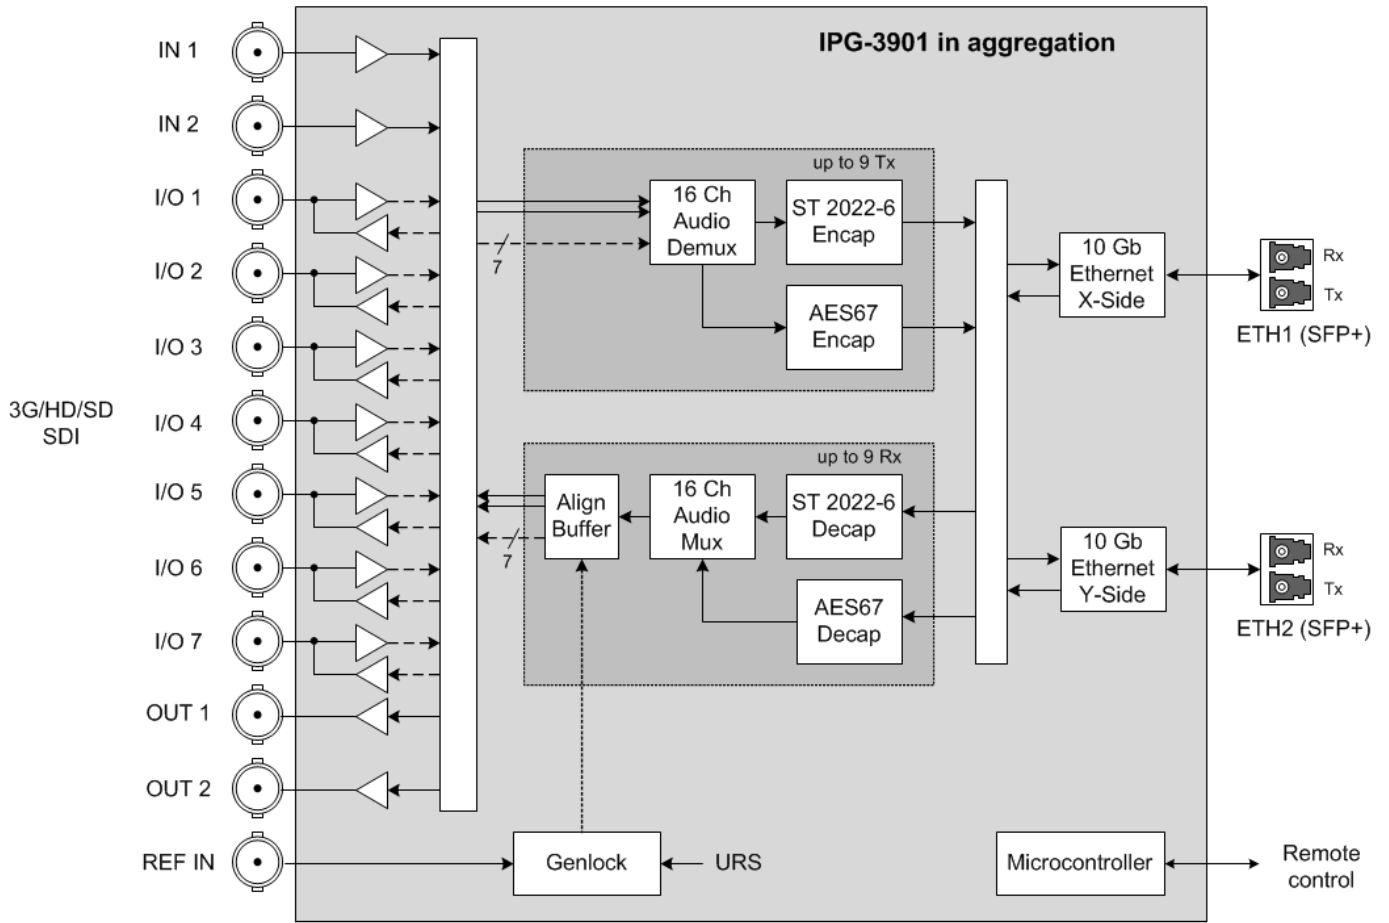 IPG-3901 in aggregation
IN 1
IN 2
I/O 1
I/O 2
I/O 3
I/O 4
I/O 5
I/O 6
I/O 7
OUT 1
OUT 2
REF IN
3G/HD/SD
SDI
up to 9 Tx
16 Ch
Audio
Demux
ST 2022-6
Encap
AES67
Encap
7
up to 9 Rx
Align
Buffer
16 Ch
Audio
Mux
ST 2022-6
Decap
AES67
Decap
7
10 Gb
Ethernet
X-Side
Rx
Tx
ETH1 (SFP+)
10 Gb
Ethernet
Y-Side
Rx
Tx
ETH2 (SFP+)
Genlock
URS
Microcontroller
Remote
control